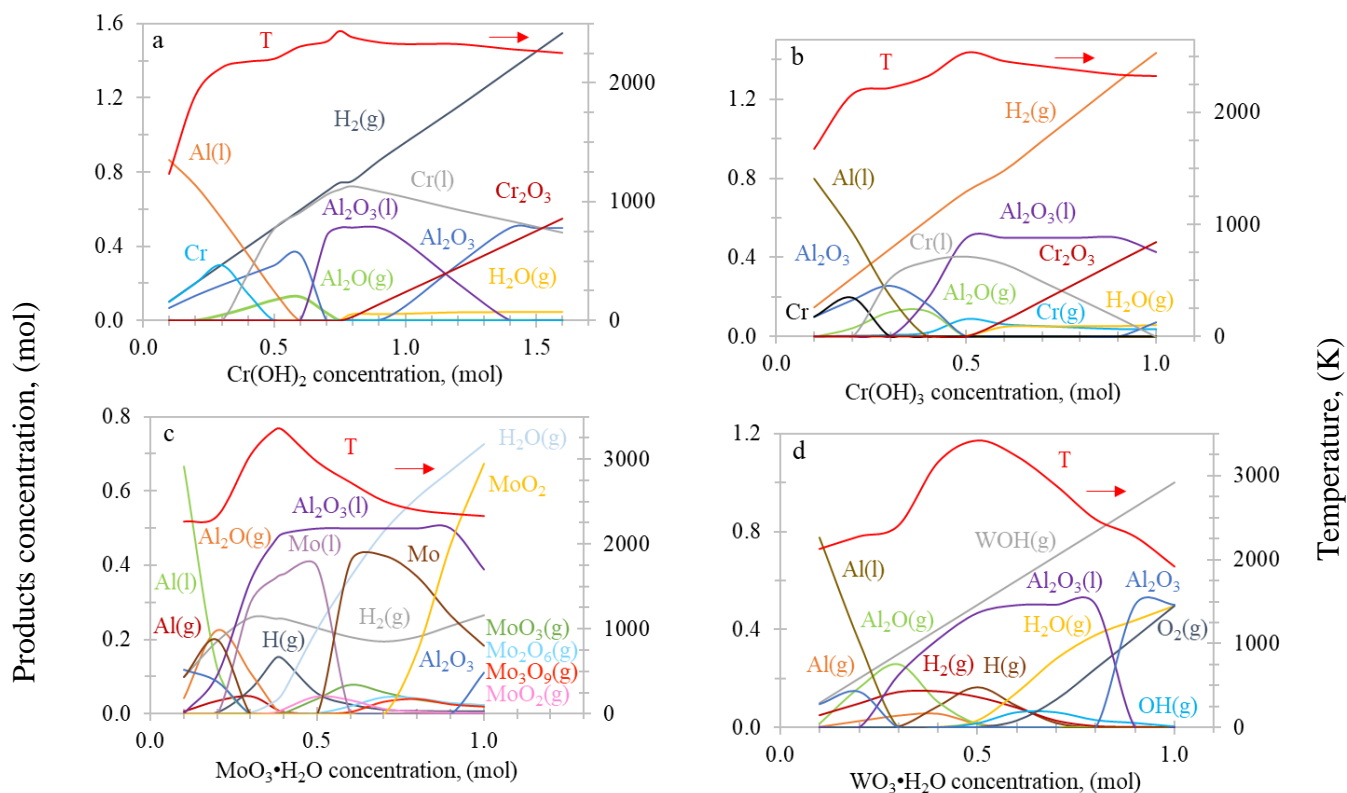 Products concentration, (mol)
Temperature, (K)
a
T
H₂(g)
Al(l)
Cr(l)
Cr₂O₃
Al₂O₃(l)
Al₂O₃
Cr
Al₂O(g)
H₂O(g)
1.6
1.2
0.8
0.4
0.0
2000
1000
0
0.0
0.5
1.0
1.5
Cr(OH)₂ concentration, (mol)
b
T
H₂(g)
Al(l)
Al₂O₃(l)
Cr(l)
Al₂O₃
Cr₂O₃
Al₂O(g)
H₂O(g)
Cr
Cr(g)
1.2
0.8
0.4
0.0
2000
1000
0
0.0
0.5
1.0
Cr(OH)₃ concentration, (mol)
c
T
H₂O(g)
MoO₂
Al₂O₃(l)
Al₂O(g)
Mo(l)
Mo
Al(l)
Al(g)
H(g)
H₂(g)
MoO₃(g)
Mo₂O₆(g)
Al₂O₃
Mo₃O₉(g)
MoO₂(g)
0.8
0.6
0.4
0.2
0.0
3000
2000
1000
0
0.0
0.5
1.0
MoO₃•H₂O concentration, (mol)
d
T
WOH(g)
Al(l)
Al₂O₃(l)
Al₂O₃
Al₂O(g)
H₂O(g)
O₂(g)
Al(g)
H₂(g)
H(g)
OH(g)
1.2
0.8
0.4
0.0
3000
2000
1000
0
0.0
0.5
1.0
WO₃•H₂O concentration, (mol)